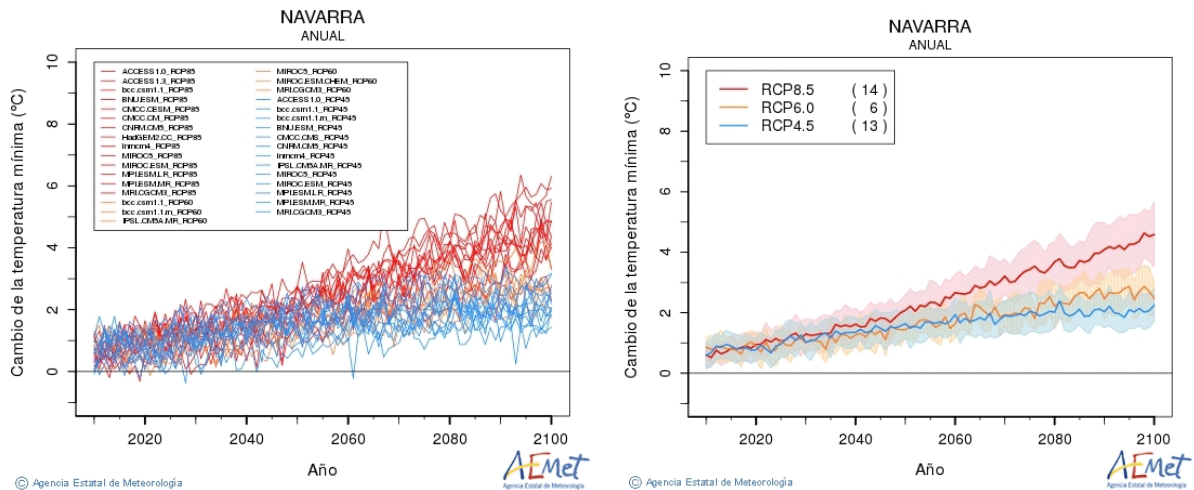 NAVARRA
ANUAL
Cambio de la temperatura mínima (ºC)
10
8
6
4
2
0
ACCESS1.0_RCP85
ACCESS1.3_RCP85
bcc.csm1.1_RCP85
BNU.ESM_RCP85
CMCC.CESM_RCP85
CMCC.CM_RCP85
CNRM.CM5_RCP85
HadGEM2.CC_RCP85
inmcm4_RCP85
MIROC5_RCP85
MIROC.ESM_RCP85
MPI.ESM.LR_RCP85
MPI.ESM.MR_RCP85
MRI.CGCM3_RCP85
bcc.csm1.1_RCP60
bcc.csm1.1.m_RCP60
IPSL.CM5A.MR_RCP60
MIROC5_RCP60
MIROC.ESM.CHEM_RCP60
MRI.CGCM3_RCP60
ACCESS1.0_RCP45
bcc.csm1.1_RCP45
bcc.csm1.1.m_RCP45
BNU.ESM_RCP45
CMCC.CMS_RCP45
CNRM.CM5_RCP45
inmcm4_RCP45
IPSL.CM5A.MR_RCP45
MIROC5_RCP45
MIROC.ESM_RCP45
MPI.ESM.LR_RCP45
MPI.ESM.MR_RCP45
MRI.CGCM3_RCP45
2020 2040 2060 2080 2100
Año
© Agencia Estatal de Meteorología
AEMet
Agencia Estatal de Meteorología
NAVARRA
ANUAL
Cambio de la temperatura mínima (ºC)
10
8
6
4
2
0
RCP8.5 ( 14 )
RCP6.0 ( 6 )
RCP4.5 ( 13 )
2020 2040 2060 2080 2100
Año
© Agencia Estatal de Meteorología
AEMet
Agencia Estatal de Meteorología